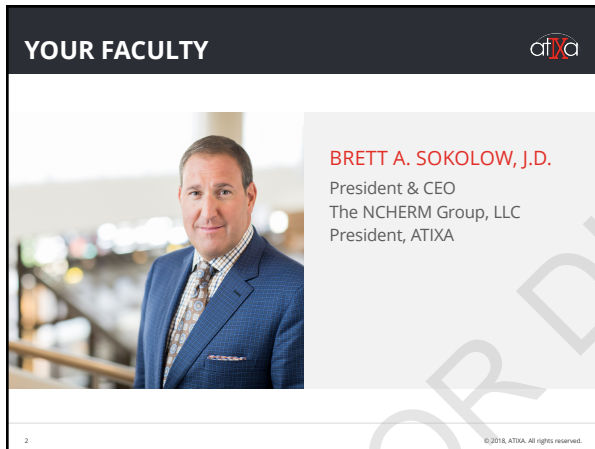 YOUR FACULTY
atIXa
BRETT A. SOKOLOW, J.D.
President & CEO
The NCHERM Group, LLC
President, ATIXA
OR D
2
© 2018, ATIXA. All rights reserved.